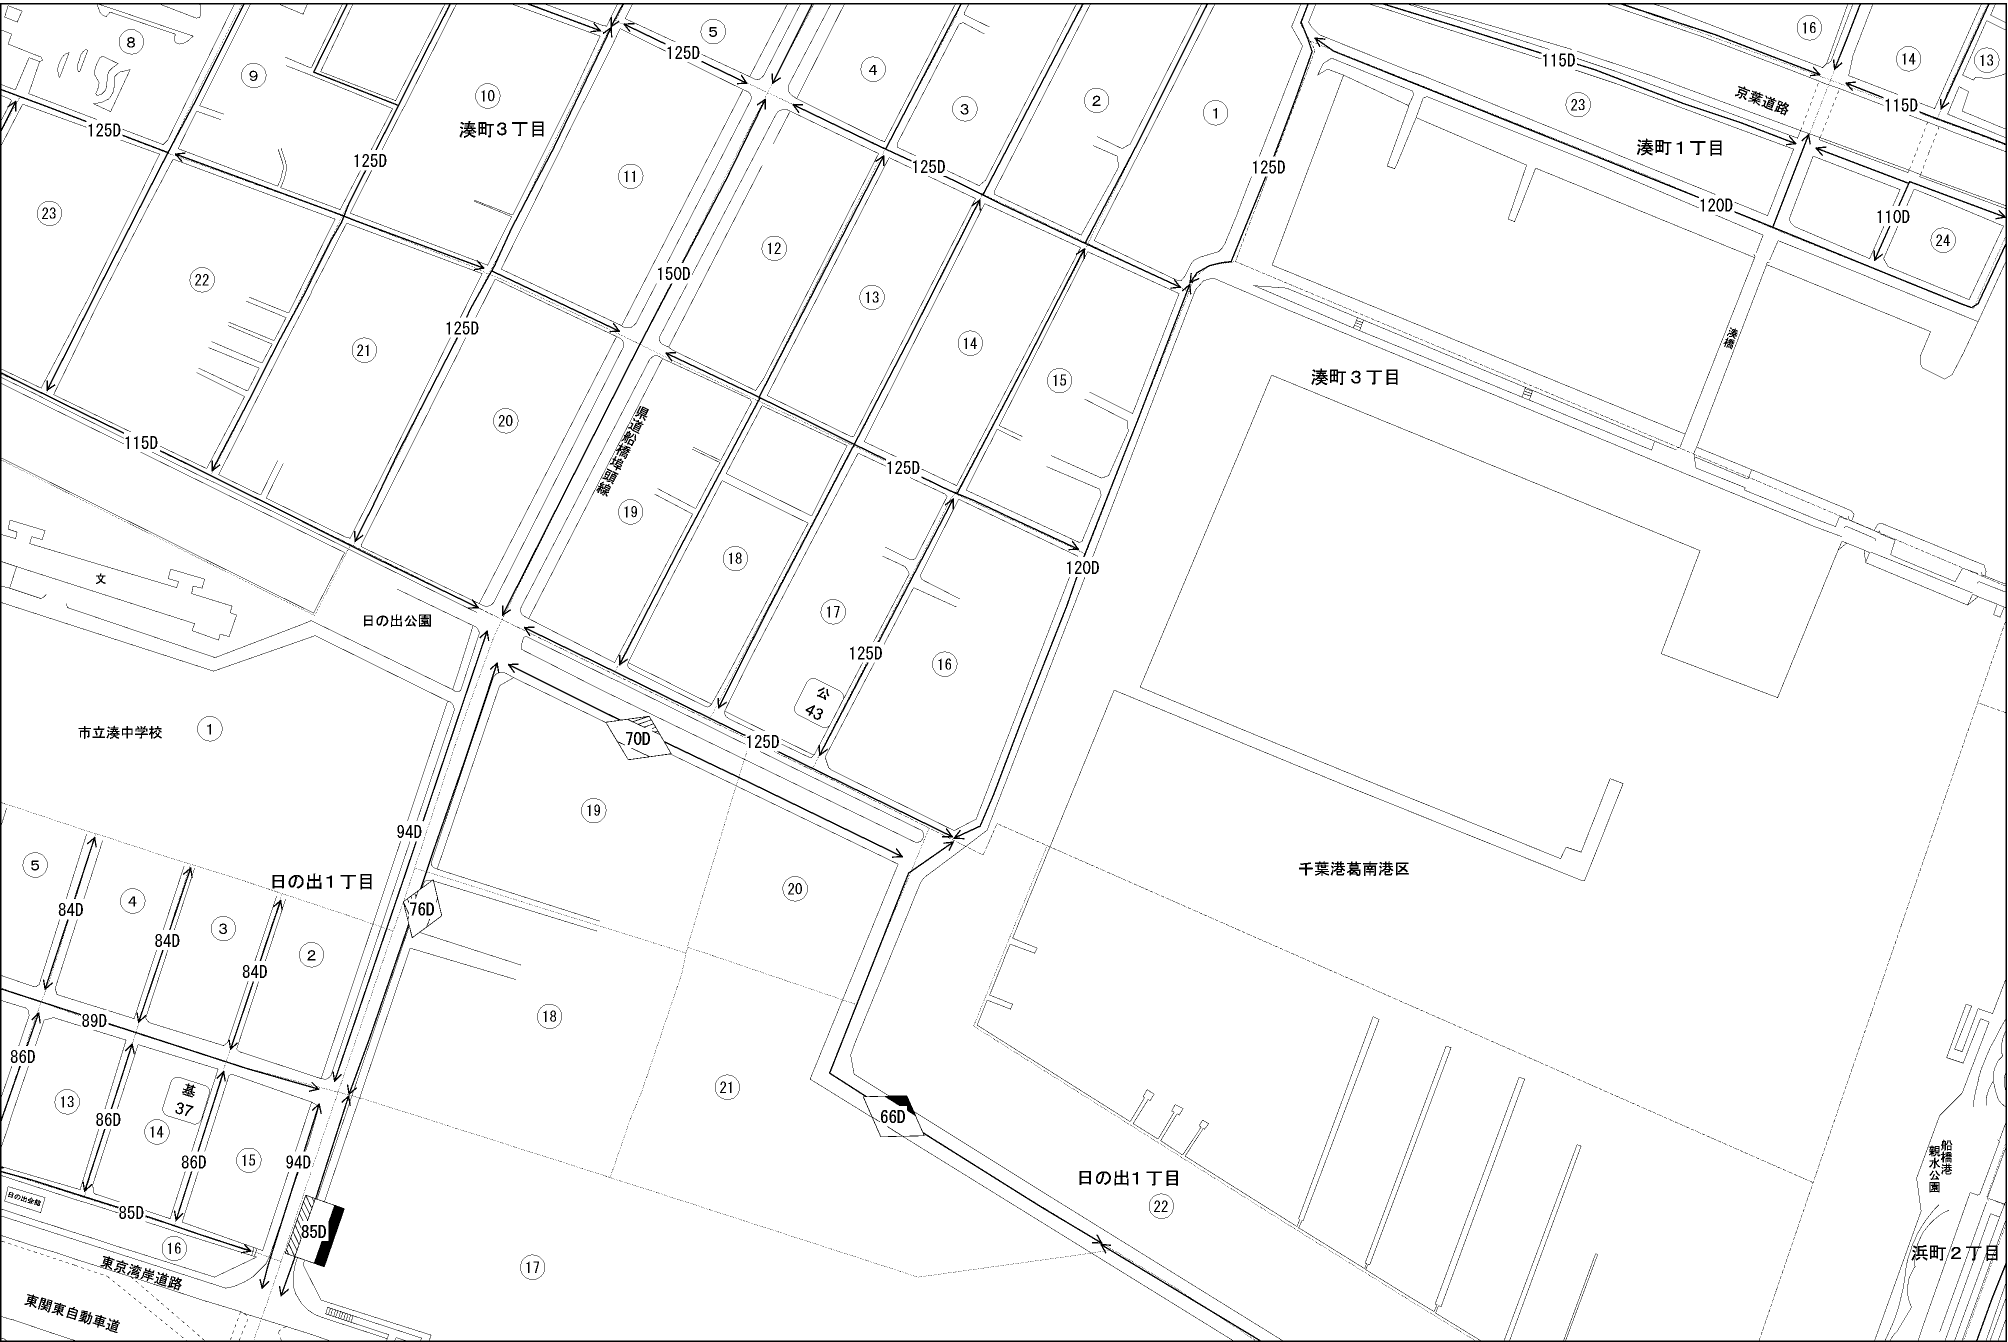 8
5
16
14
13
9
125D
4
115D
京葉道路
10
湊町3丁目
3
2
1
23
115D
125D
125D
11
125D
125D
湊町1丁目
120D
110D
24
23
22
12
150D
13
125D
21
14
湊橋
湊町3丁目
20
15
115D
県道船橋埠頭線
19
125D
18
120D
文
日の出公園
17
125D
16
公
43
市立湊中学校
1
70D
125D
19
94D
千葉港葛南港区
5
日の出1丁目
4
20
84D
76D
3
84D
2
84D
89D
18
86D
21
基
37
13
86D
14
66D
船橋港
親水公園
15
86D
94D
日の出1丁目
22
日の出会館
85D
85D
16
浜町2丁目
東京湾岸道路
17
東関東自動車道